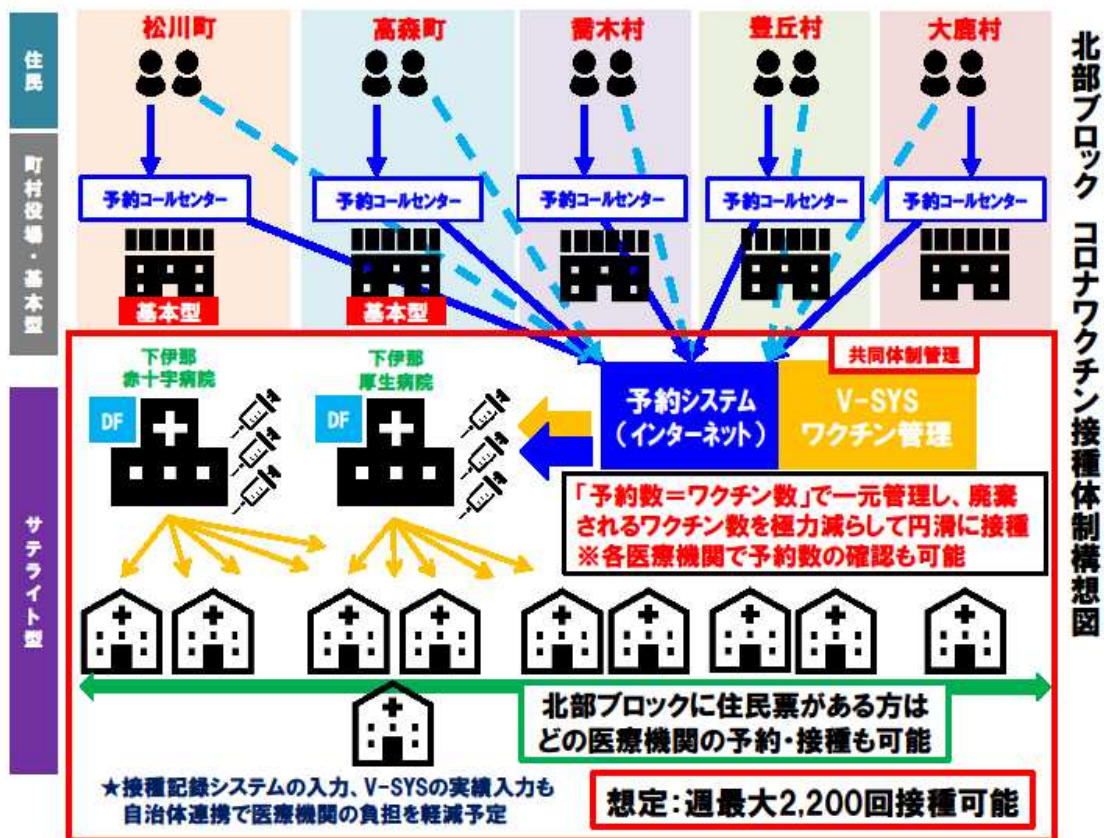 北部ブロック コロナワクチン接種体制構想図
住民
松川町
高森町
喬木村
豊丘村
大鹿村
町村役場・基本型
予約コールセンター
予約コールセンター
予約コールセンター
予約コールセンター
予約コールセンター
基本型
基本型
共同体制管理
サテライト型
下伊那
赤十字病院
DF
下伊那
厚生病院
DF
予約システム
（インターネット）
V-SYS
ワクチン管理
「予約数＝ワクチン数」で一元管理し、廃棄
されるワクチン数を極力減らして円滑に接種
※各医療機関で予約数の確認も可能
北部ブロックに住民票がある方は
どの医療機関の予約・接種も可能
★接種記録システムの入力、V-SYSの実績入力も
自治体連携で医療機関の負担を軽減予定
想定：週最大2,200回接種可能